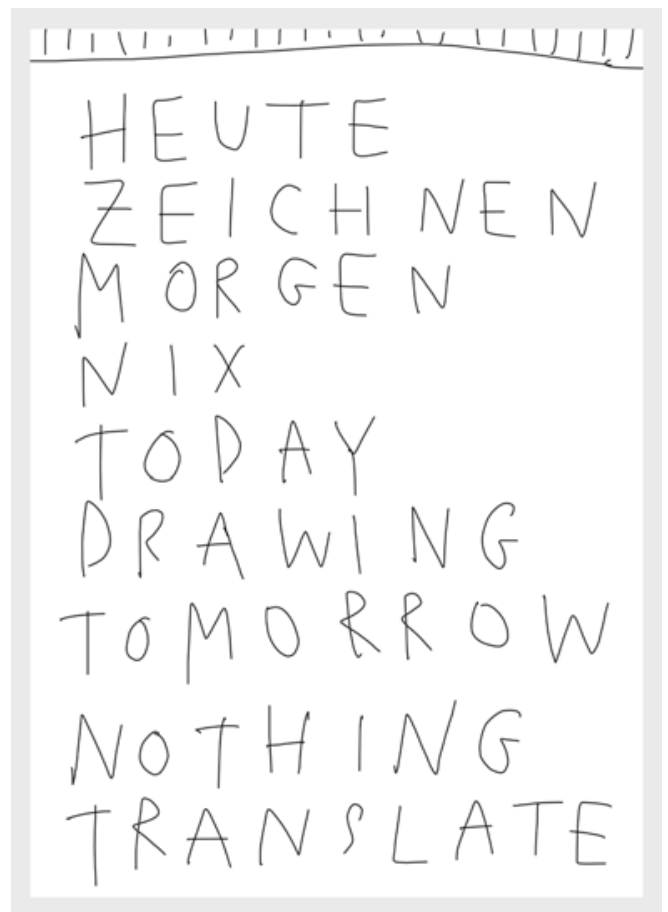 HEUTE
ZEICHNEN
MORGEN
NIX
TODAY
DRAWING
TOMORROW
NOTHING
TRANSLATE